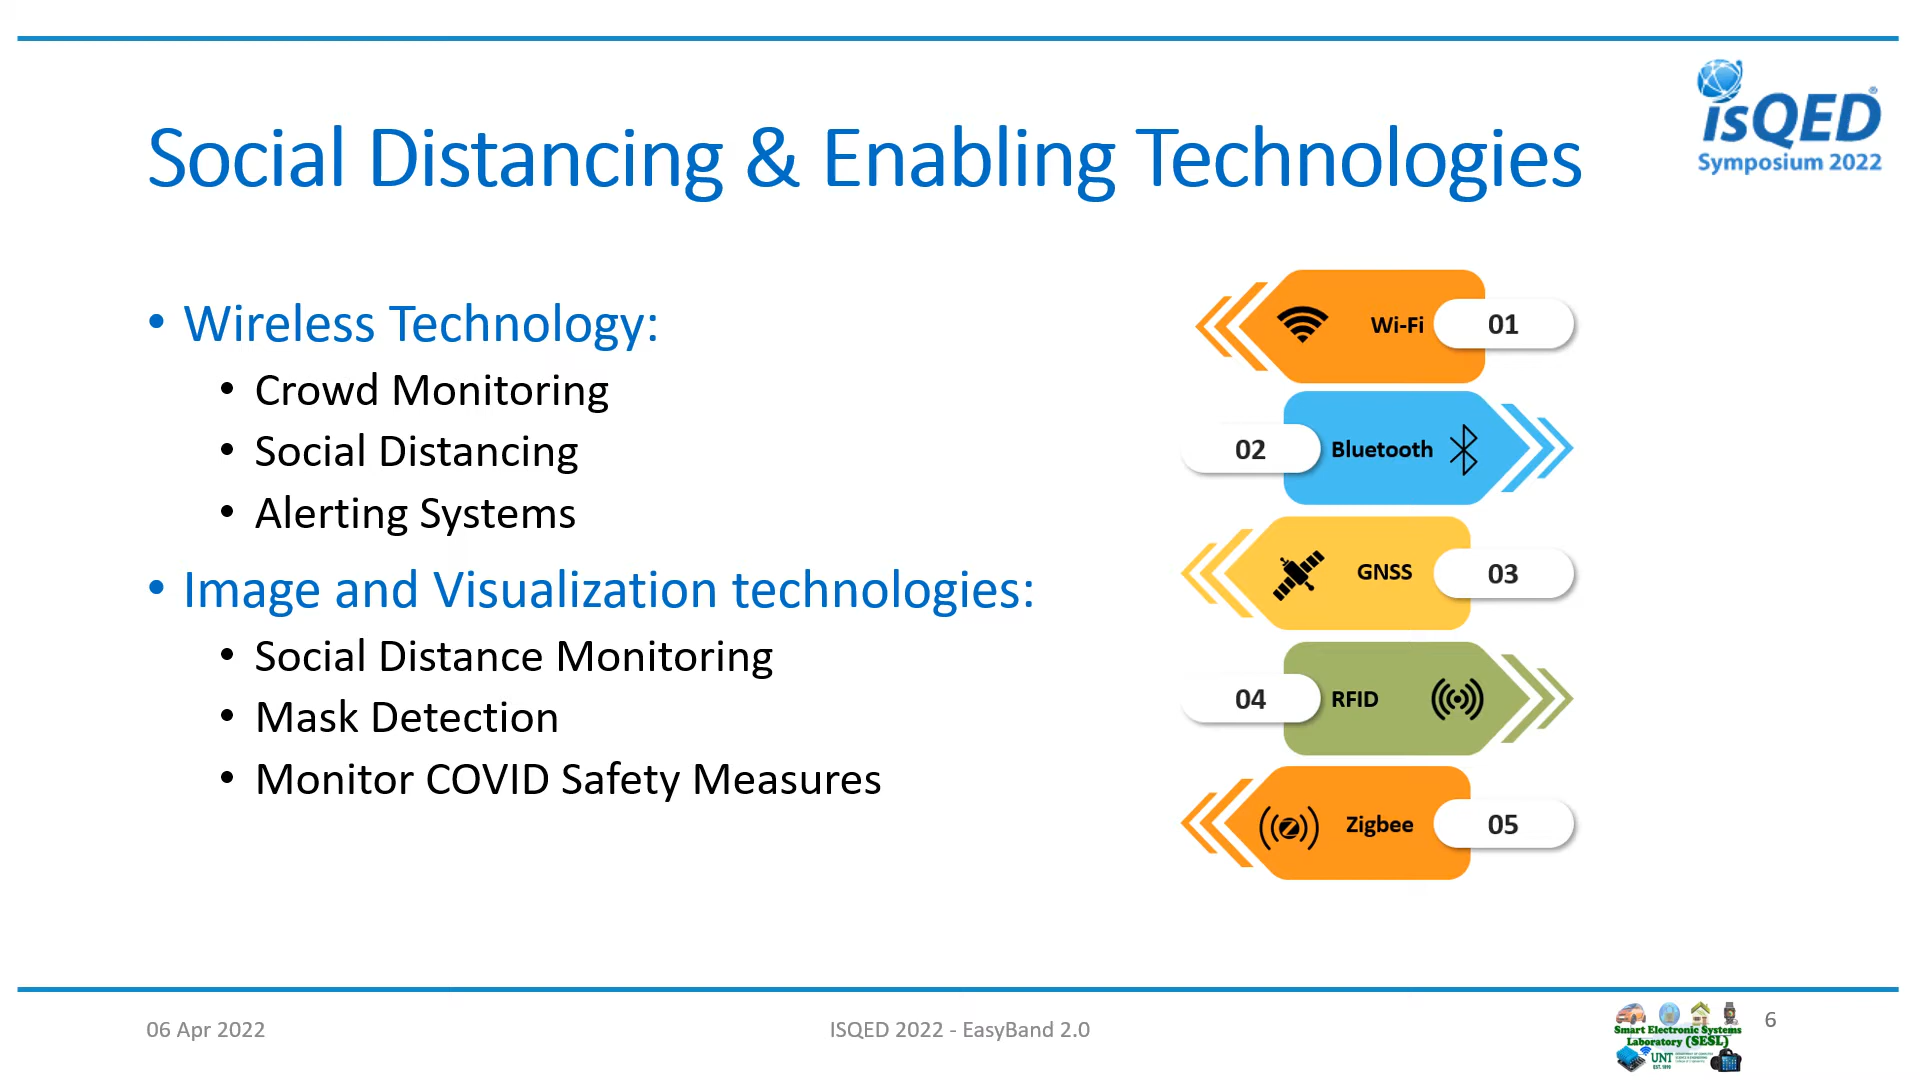 isQED®
Symposium 2022
Social Distancing & Enabling Technologies
• Wireless Technology:
• Crowd Monitoring
• Social Distancing
• Alerting Systems
• Image and Visualization technologies:
• Social Distance Monitoring
• Mask Detection
• Monitor COVID Safety Measures
Wi-Fi 01
02 Bluetooth
GNSS 03
04 RFID
Zigbee 05
06 Apr 2022
ISQED 2022 - EasyBand 2.0
Smart Electronic Systems
Laboratory (SESL)
UNT
EST. 1890
6